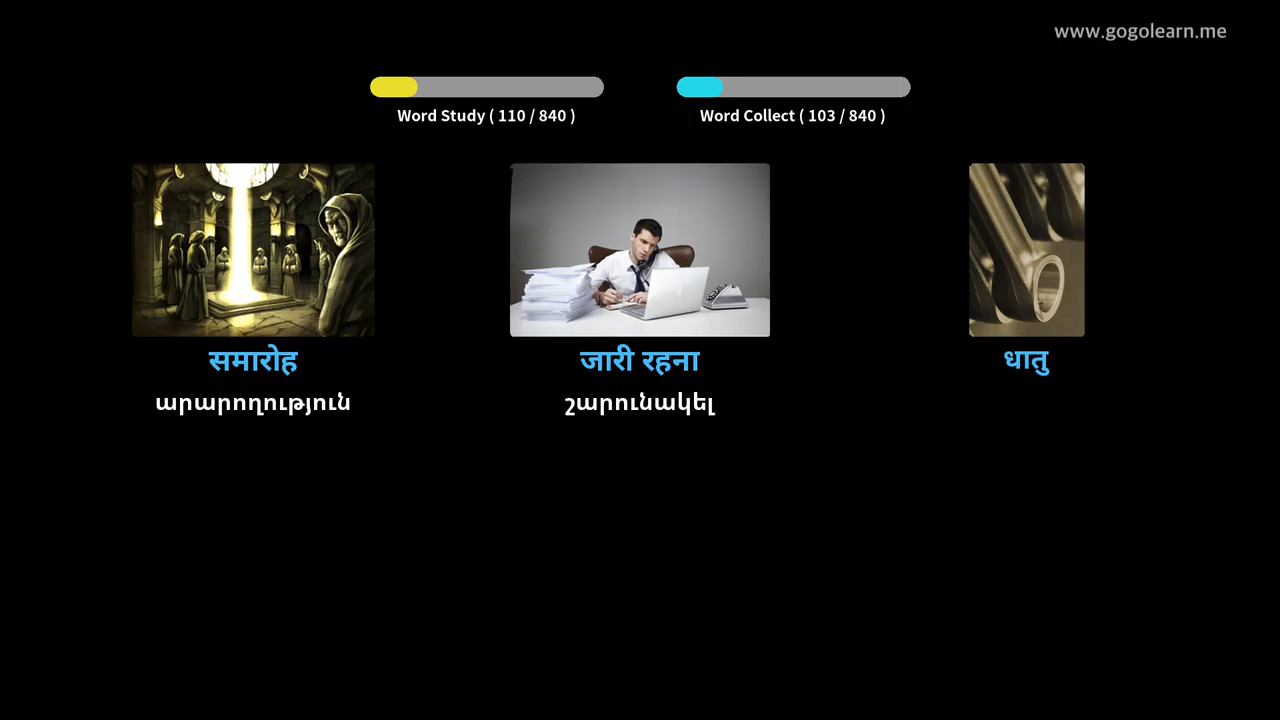 www.gogolearn.me
Word Study ( 110 / 840 )
Word Collect ( 103 / 840 )
समारोह
जारी रहना
धातु
արարողություն
շարունակել